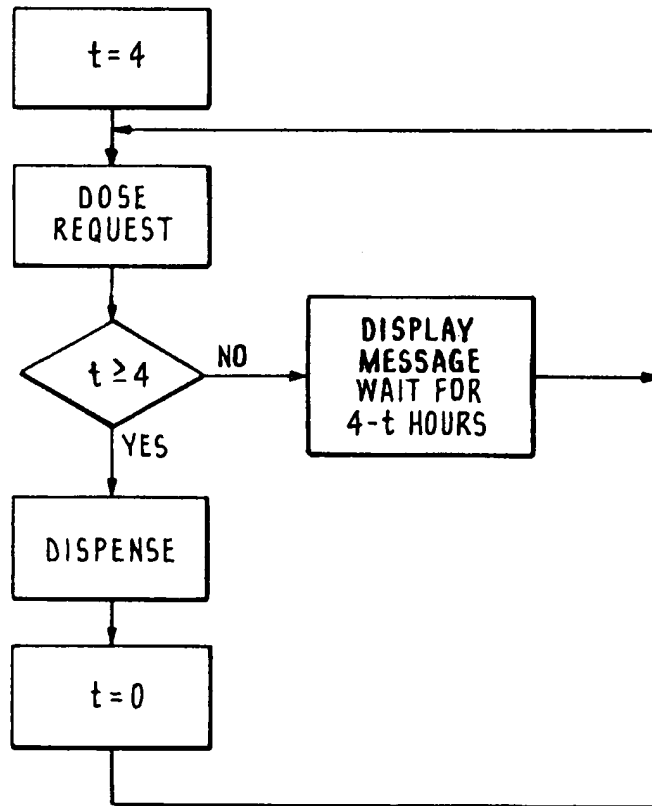 t = 4
DOSE
REQUEST
t ≥ 4
NO
DISPLAY
MESSAGE
WAIT FOR
4-t HOURS
YES
DISPENSE
t = 0